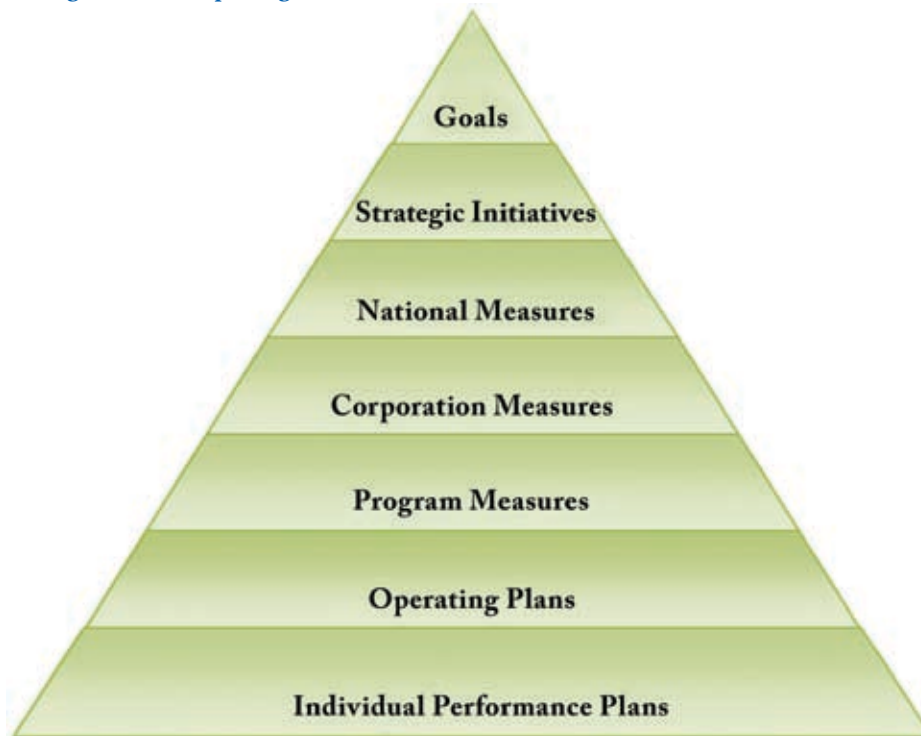 Goals
Strategic Initiatives
National Measures
Corporation Measures
Program Measures
Operating Plans
Individual Performance Plans